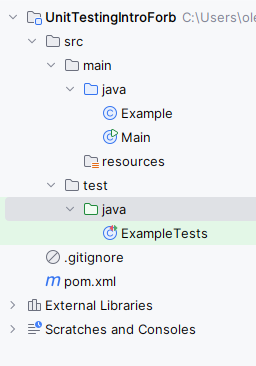 UnitTestingIntroForb C:\Users\ole
src
main
java
Example
Main
resources
test
java
ExampleTests
.gitignore
m pom.xml
External Libraries
Scratches and Consoles